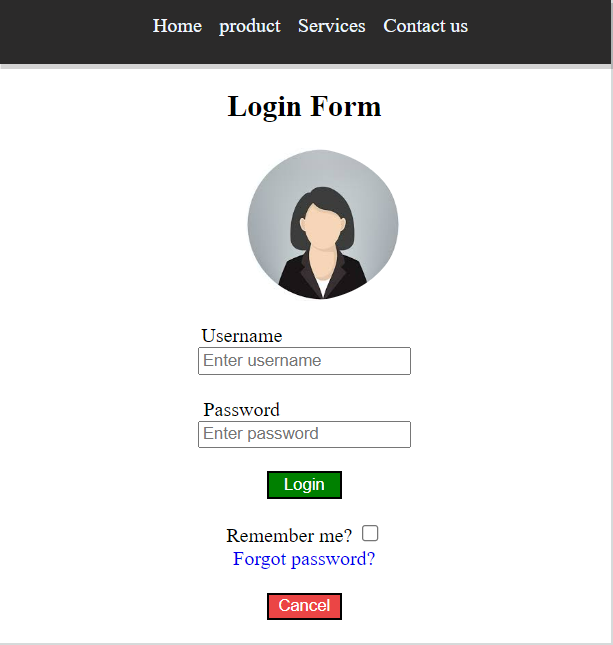 Home product Services Contact us
Login Form
Username
Enter username
Password
Enter password
Login
Remember me?
Forgot password?
Cancel